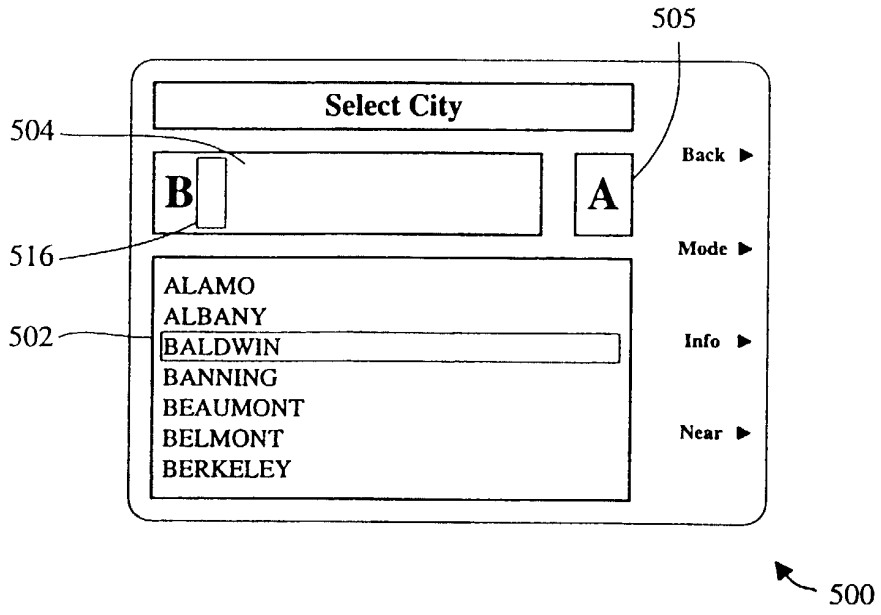 505
Select City
504
B
A
Back ▶
516
Mode ▶
ALAMO
ALBANY
502
BALDWIN
Info ▶
BANNING
BEAUMONT
BELMONT
Near ▶
BERKELEY
500